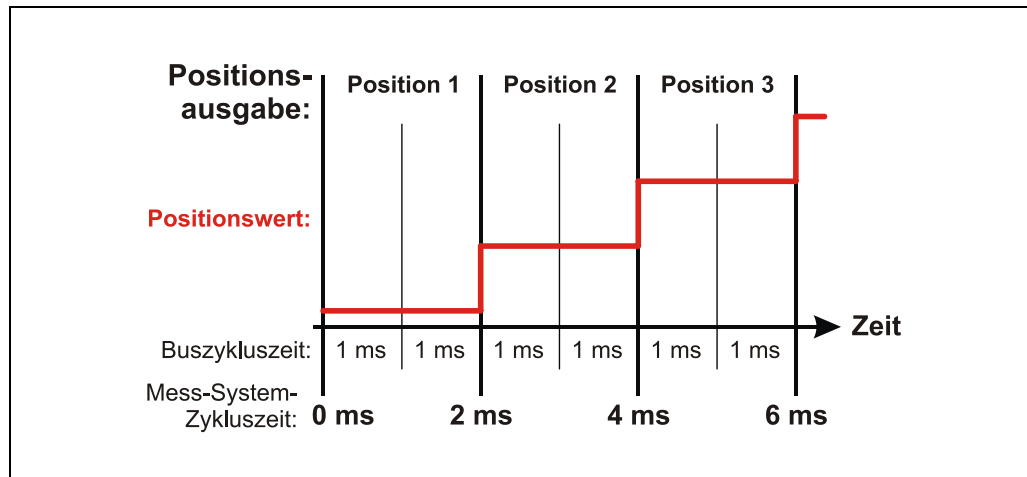 Positions-
ausgabe:
Position 1 Position 2 Position 3
Positionswert:
Zeit
Buszykluszeit: 1 ms 1 ms 1 ms 1 ms 1 ms 1 ms
Mess-System-
Zykluszeit: 0 ms 2 ms 4 ms 6 ms